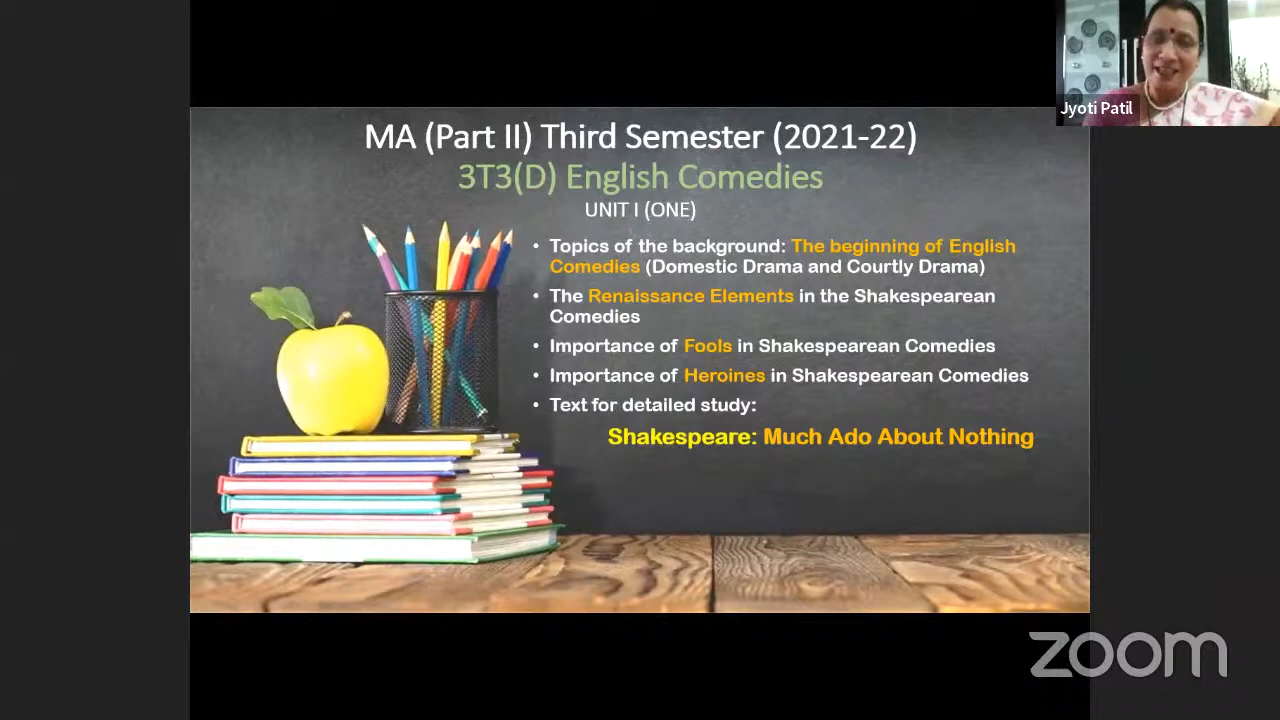 Jyoti Patil
MA (Part II) Third Semester (2021-22)
3T3(D) English Comedies
UNIT I (ONE)
• Topics of the background: The beginning of English
Comedies (Domestic Drama and Courtly Drama)
• The Renaissance Elements in the Shakespearean
Comedies
• Importance of Fools in Shakespearean Comedies
• Importance of Heroines in Shakespearean Comedies
• Text for detailed study:
Shakespeare: Much Ado About Nothing
zoom